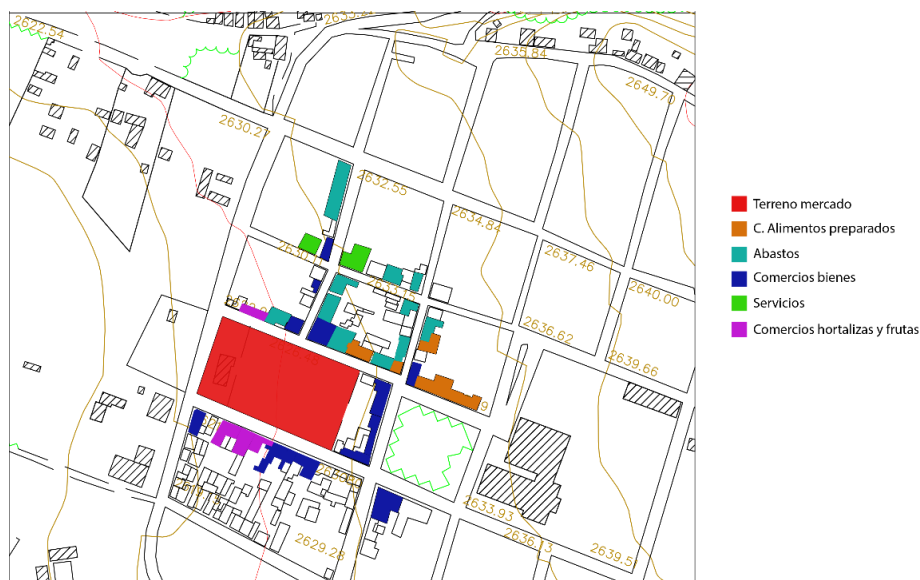 2622.54
2635.84
2649.70
2630.27
2632.55
2634.84
2637.46
2640.00
2636.62
2639.66
2633.93
2636.13
2639.51
2629.28
Terreno mercado
C. Alimentos preparados
Abastos
Comercios bienes
Servicios
Comercios hortalizas y frutas